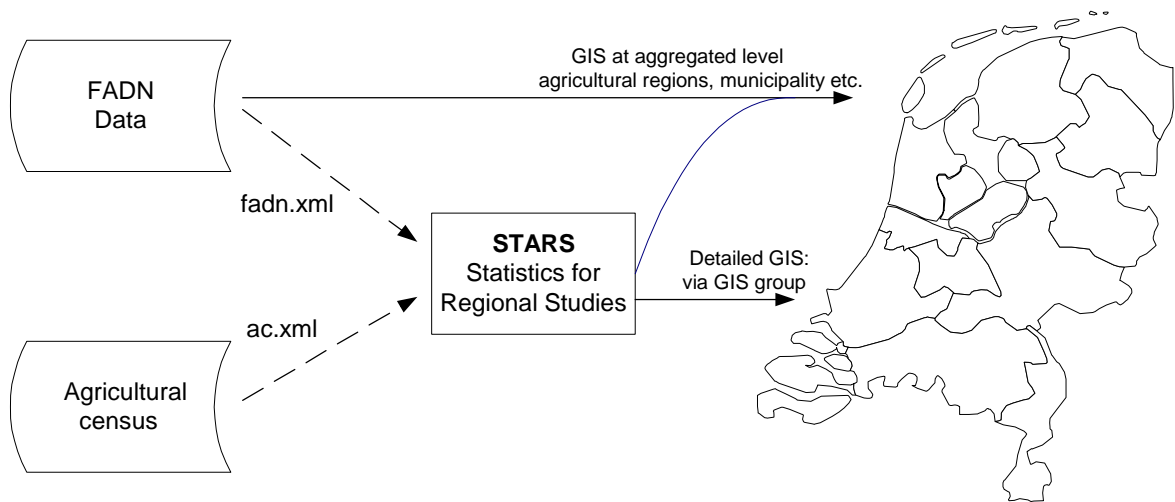 FADN
Data
GIS at aggregated level
agricultural regions, municipality etc.
fadn.xml
STARS
Statistics for
Regional Studies
Detailed GIS:
via GIS group
ac.xml
Agricultural
census